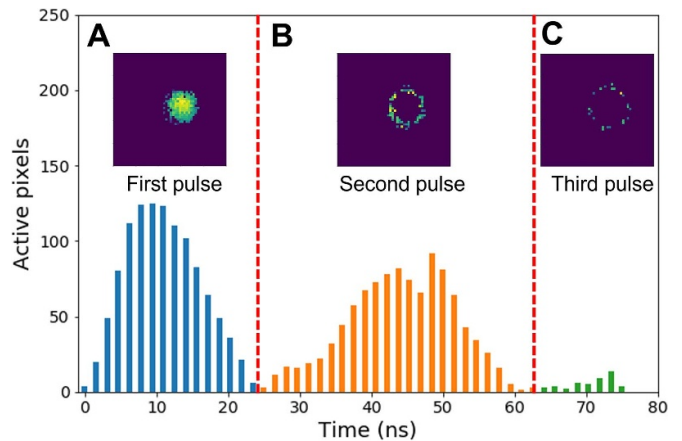 250
A
B
C
200
150
First pulse
Second pulse
Third pulse
100
50
0
0
10
20
30
40
50
60
70
80
Active pixels
Time (ns)